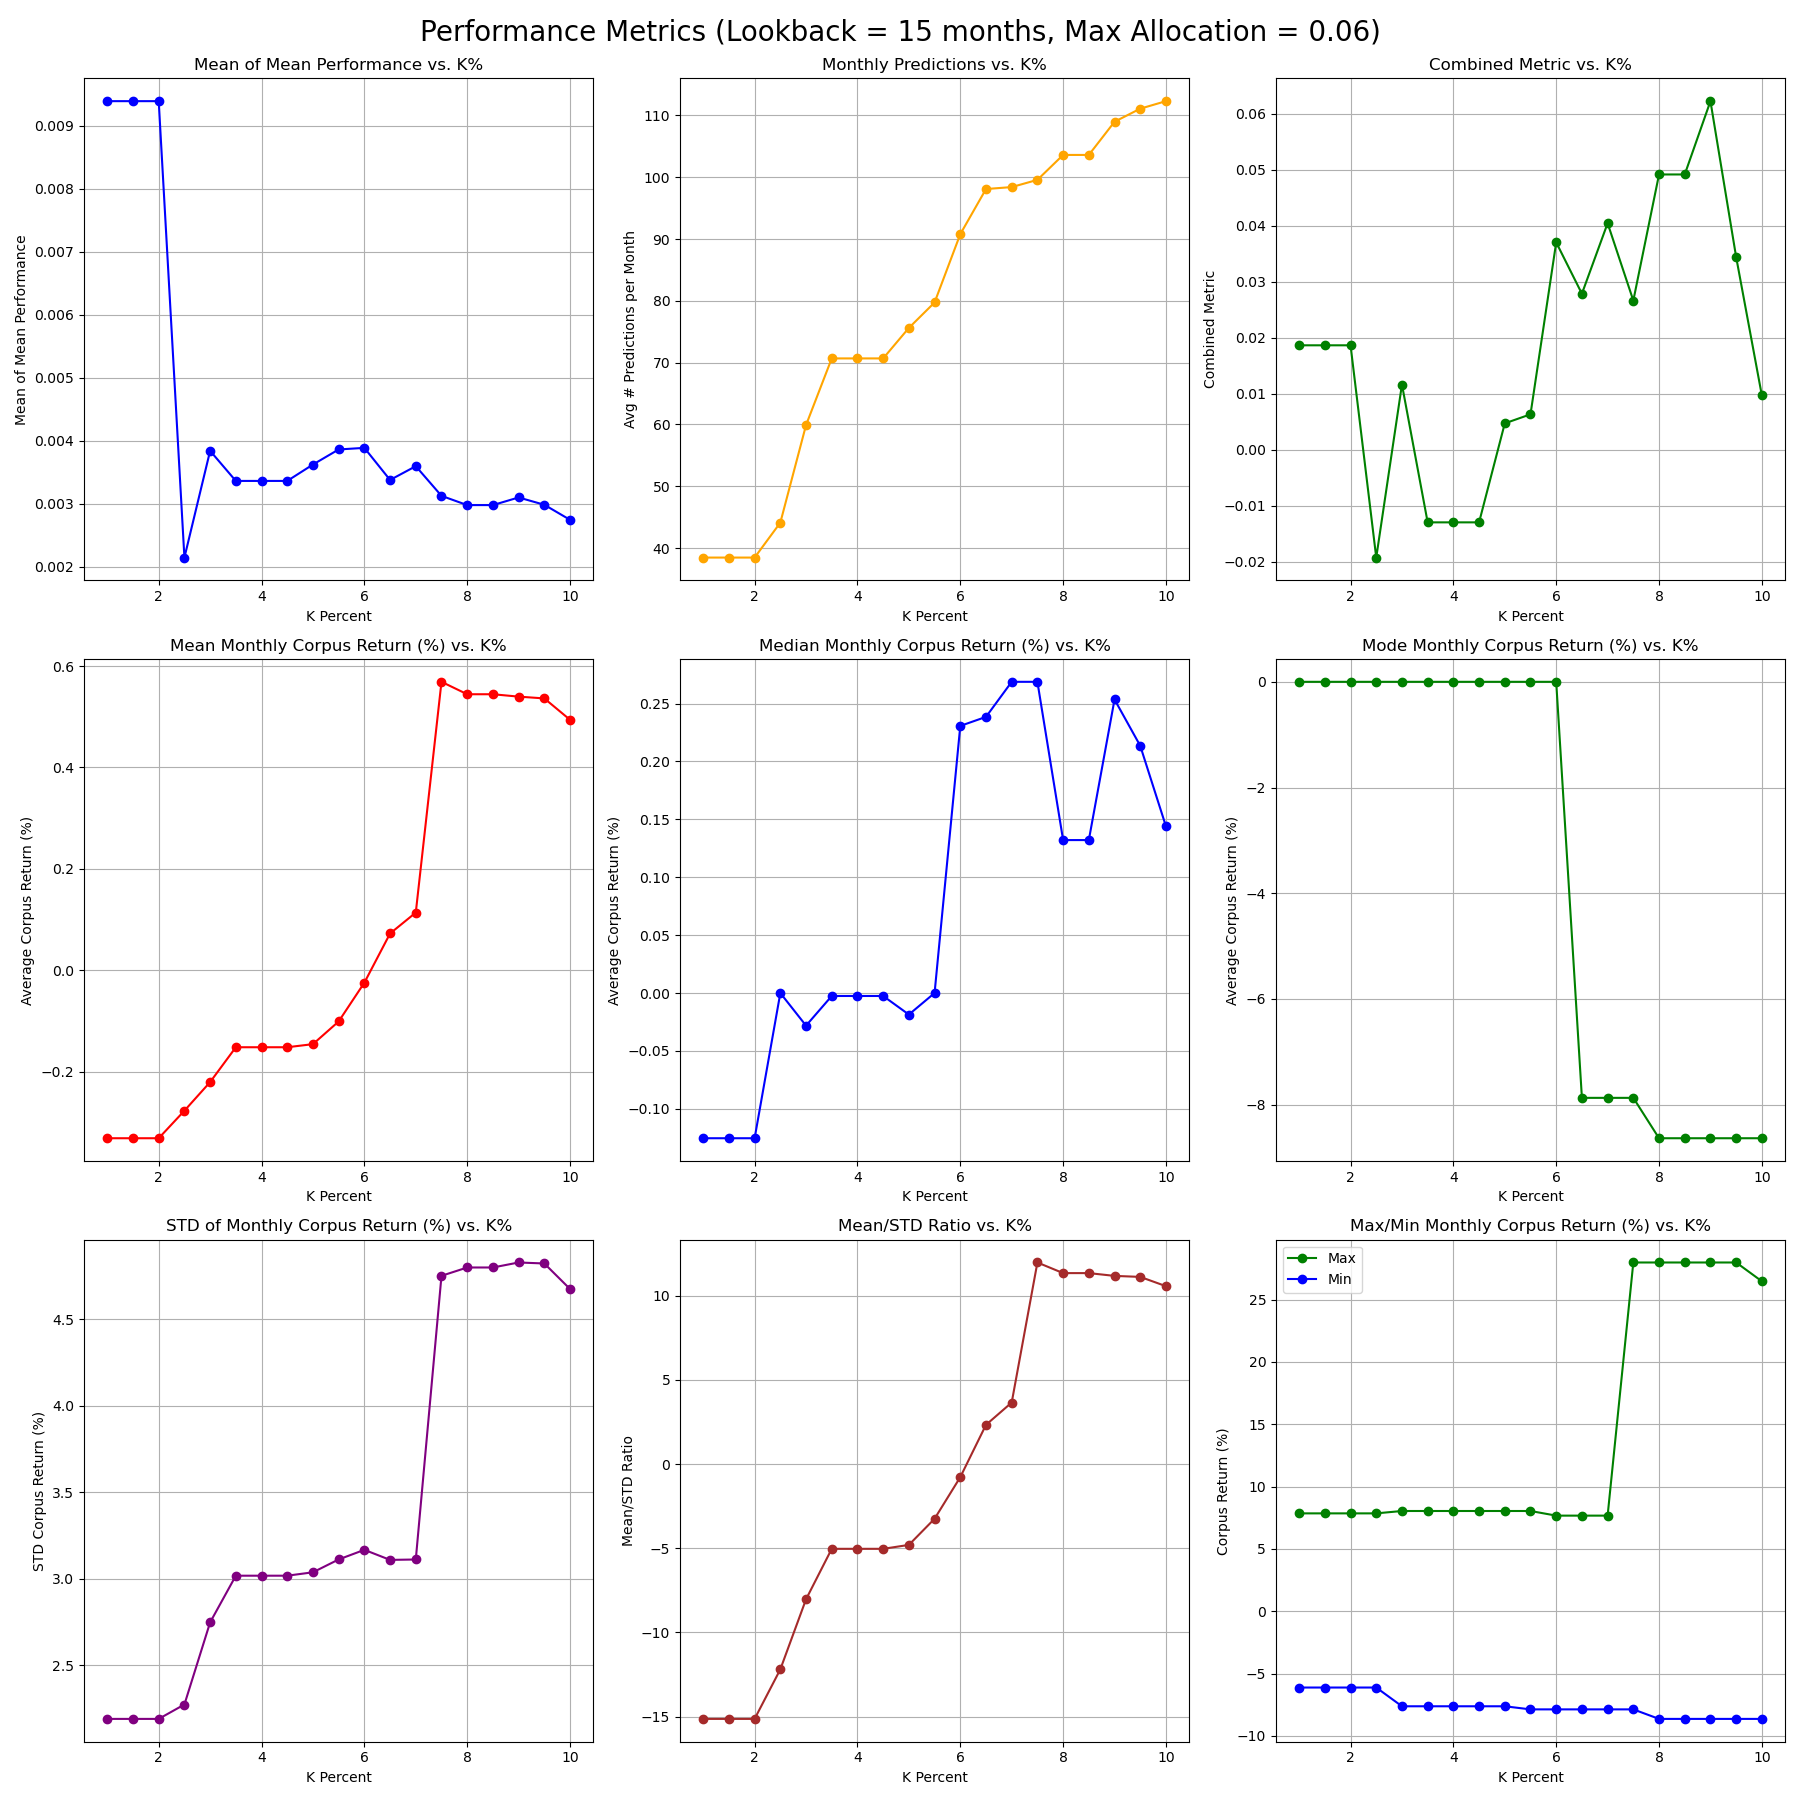 Performance Metrics (Lookback = 15 months, Max Allocation = 0.06)
Mean of Mean Performance vs. K%
Mean of Mean Performance
0.009
0.008
0.007
0.006
0.005
0.004
0.003
0.002
2 4 6 8 10
K Percent
Monthly Predictions vs. K%
Avg # Predictions per Month
110
100
90
80
70
60
50
40
2 4 6 8 10
K Percent
Combined Metric vs. K%
Combined Metric
0.06
0.05
0.04
0.03
0.02
0.01
0.00
−0.01
−0.02
2 4 6 8 10
K Percent
Mean Monthly Corpus Return (%) vs. K%
Average Corpus Return (%)
0.6
0.4
0.2
0.0
−0.2
2 4 6 8 10
K Percent
Median Monthly Corpus Return (%) vs. K%
Average Corpus Return (%)
0.25
0.20
0.15
0.10
0.05
0.00
−0.05
−0.10
2 4 6 8 10
K Percent
Mode Monthly Corpus Return (%) vs. K%
Average Corpus Return (%)
0
−2
−4
−6
−8
2 4 6 8 10
K Percent
STD of Monthly Corpus Return (%) vs. K%
STD Corpus Return (%)
4.5
4.0
3.5
3.0
2.5
2 4 6 8 10
K Percent
Mean/STD Ratio vs. K%
Mean/STD Ratio
10
5
0
−5
−10
−15
2 4 6 8 10
K Percent
Max/Min Monthly Corpus Return (%) vs. K%
Max
Min
Corpus Return (%)
25
20
15
10
5
0
−5
−10
2 4 6 8 10
K Percent